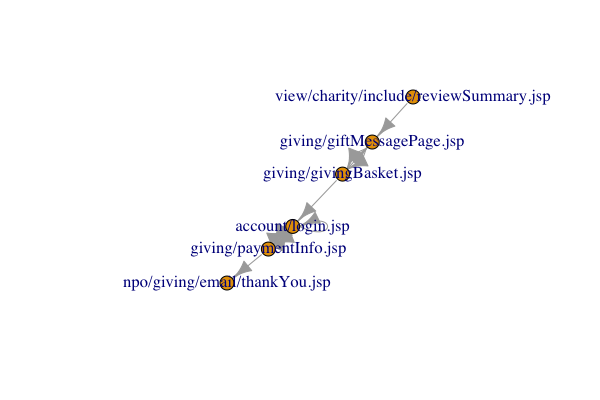 view/charity/include/reviewSummary.jsp
giving/giftMessagePage.jsp
giving/givingBasket.jsp
account/login.jsp
giving/paymentInfo.jsp
npo/giving/email/thankYou.jsp